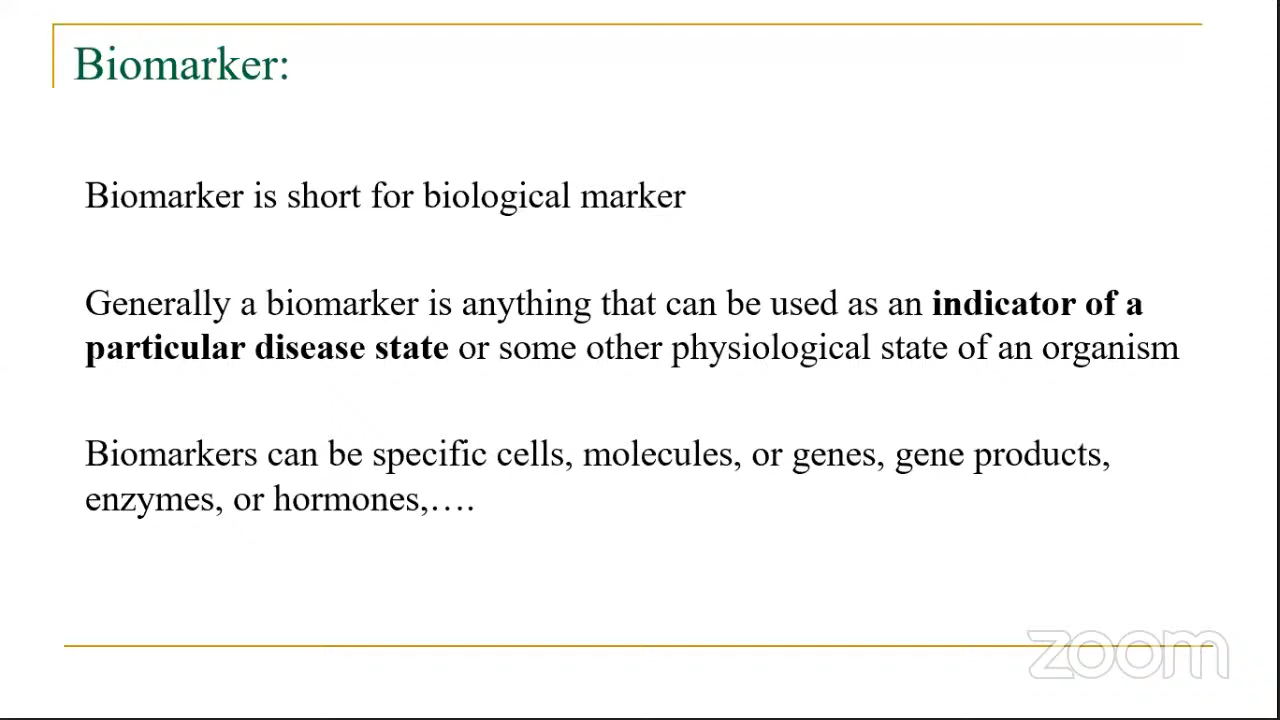 Biomarker:
Biomarker is short for biological marker
Generally a biomarker is anything that can be used as an indicator of a
particular disease state or some other physiological state of an organism
Biomarkers can be specific cells, molecules, or genes, gene products,
enzymes, or hormones,….
zoom